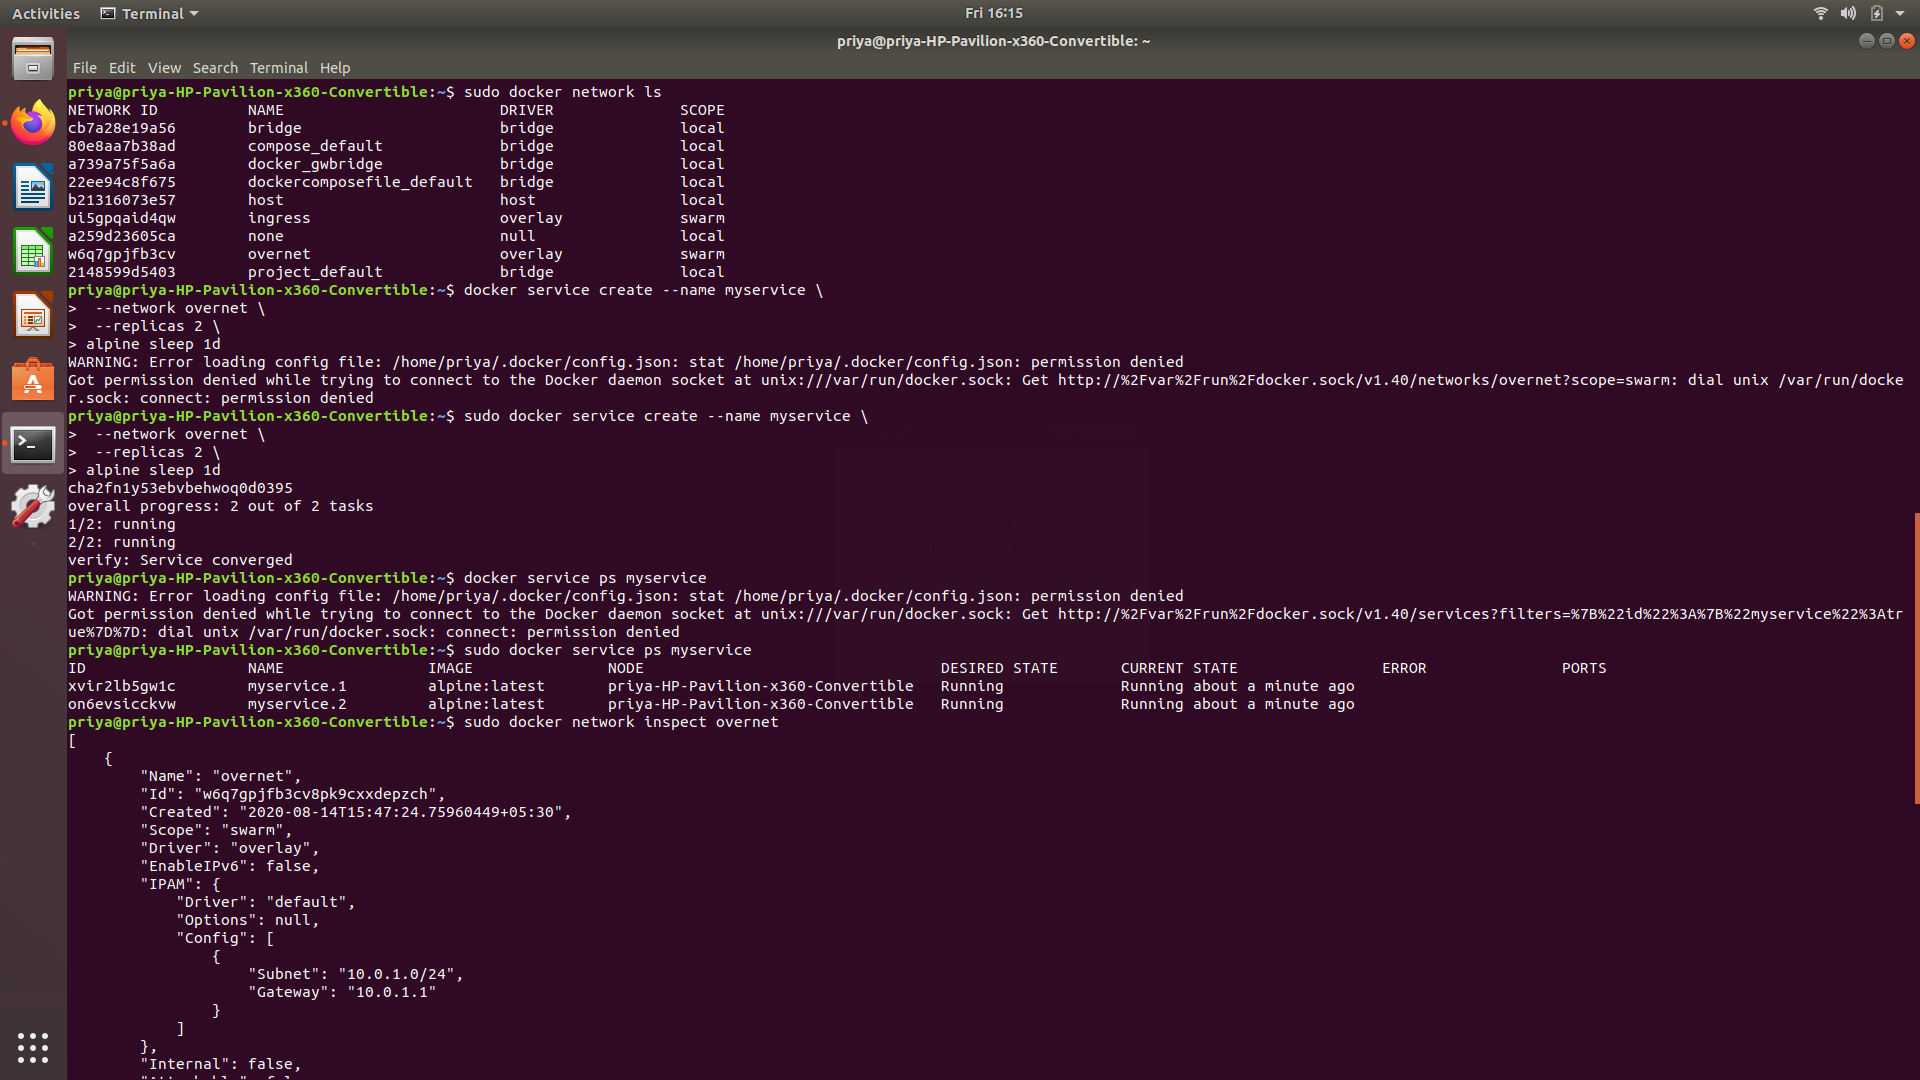 Activities Terminal Fri 16:15
priya@priya-HP-Pavilion-x360-Convertible: ~
File Edit View Search Terminal Help
priya@priya-HP-Pavilion-x360-Convertible:~$ sudo docker network ls
NETWORK ID NAME DRIVER SCOPE
cb7a28e19a56 bridge bridge local
80e8aa7b38ad compose_default bridge local
a739a75f5a6a docker_gwbridge bridge local
22ee94c8f675 dockercomposefile_default bridge local
b21316073e57 host host local
ui5gpqaid4qw ingress overlay swarm
a259d23605ca none null local
w6q7gpjfb3cv overnet overlay swarm
2148599d5403 project_default bridge local
priya@priya-HP-Pavilion-x360-Convertible:~$ docker service create --name myservice \
> --network overnet \
> --replicas 2 \
> alpine sleep 1d
WARNING: Error loading config file: /home/priya/.docker/config.json: stat /home/priya/.docker/config.json: permission denied
Got permission denied while trying to connect to the Docker daemon socket at unix:///var/run/docker.sock: Get http://%2Fvar%2Frun%2Fdocker.sock/v1.40/networks/overnet?scope=swarm: dial unix /var/run/docke
r.sock: connect: permission denied
priya@priya-HP-Pavilion-x360-Convertible:~$ sudo docker service create --name myservice \
> --network overnet \
> --replicas 2 \
> alpine sleep 1d
cha2fn1y53ebvbehwoq0d0395
overall progress: 2 out of 2 tasks
1/2: running
2/2: running
verify: Service converged
priya@priya-HP-Pavilion-x360-Convertible:~$ docker service ps myservice
WARNING: Error loading config file: /home/priya/.docker/config.json: stat /home/priya/.docker/config.json: permission denied
Got permission denied while trying to connect to the Docker daemon socket at unix:///var/run/docker.sock: Get http://%2Fvar%2Frun%2Fdocker.sock/v1.40/services?filters=%7B%22id%22%3A%7B%22myservice%22%3Atr
ue%7D%7D: dial unix /var/run/docker.sock: connect: permission denied
priya@priya-HP-Pavilion-x360-Convertible:~$ sudo docker service ps myservice
ID NAME IMAGE NODE DESIRED STATE CURRENT STATE ERROR PORTS
xvir2lb5gw1c myservice.1 alpine:latest priya-HP-Pavilion-x360-Convertible Running Running about a minute ago
on6evsicckvw myservice.2 alpine:latest priya-HP-Pavilion-x360-Convertible Running Running about a minute ago
priya@priya-HP-Pavilion-x360-Convertible:~$ sudo docker network inspect overnet
[
{
"Name": "overnet",
"Id": "w6q7gpjfb3cv8pk9cxxdepzch",
"Created": "2020-08-14T15:47:24.75960449+05:30",
"Scope": "swarm",
"Driver": "overlay",
"EnableIPv6": false,
"IPAM": {
"Driver": "default",
"Options": null,
"Config": [
{
"Subnet": "10.0.1.0/24",
"Gateway": "10.0.1.1"
}
]
},
"Internal": false,